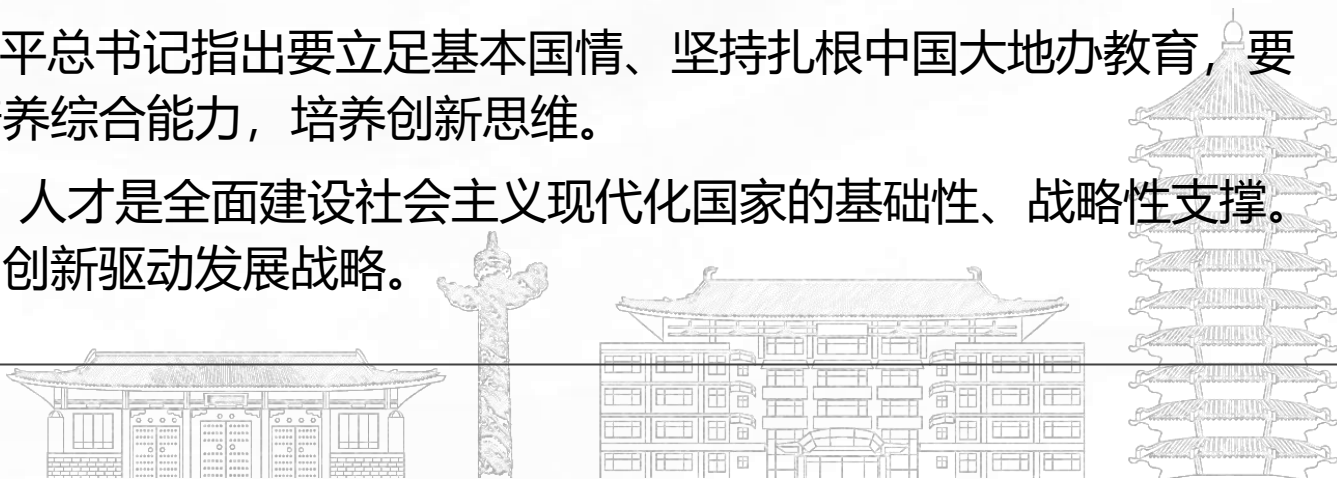 平总书记指出要立足基本国情、坚持扎根中国大地办教育，要
养综合能力，培养创新思维。
人才是全面建设社会主义现代化国家的基础性、战略性支撑。
创新驱动发展战略。